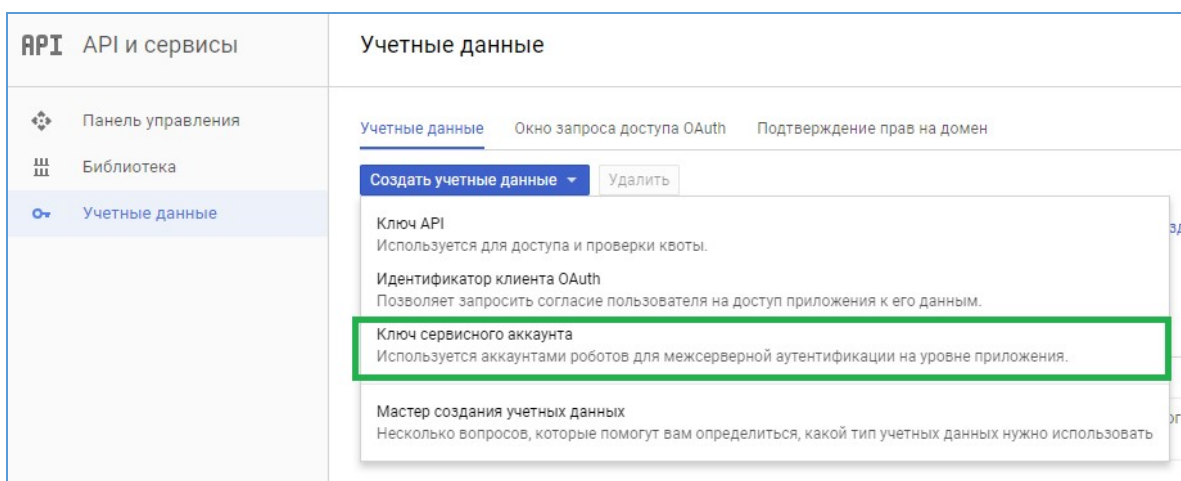 API API и сервисы
Учетные данные
Панель управления
Библиотека
Учетные данные
Учетные данные Окно запроса доступа OAuth Подтверждение прав на домен
Создать учетные данные Удалить
Ключ API
Используется для доступа и проверки квоты.
Идентификатор клиента OAuth
Позволяет запросить согласие пользователя на доступ приложения к его данным.
Ключ сервисного аккаунта
Используется аккаунтами роботов для межсерверной аутентификации на уровне приложения.
Мастер создания учетных данных
Несколько вопросов, которые помогут вам определиться, какой тип учетных данных нужно использовать